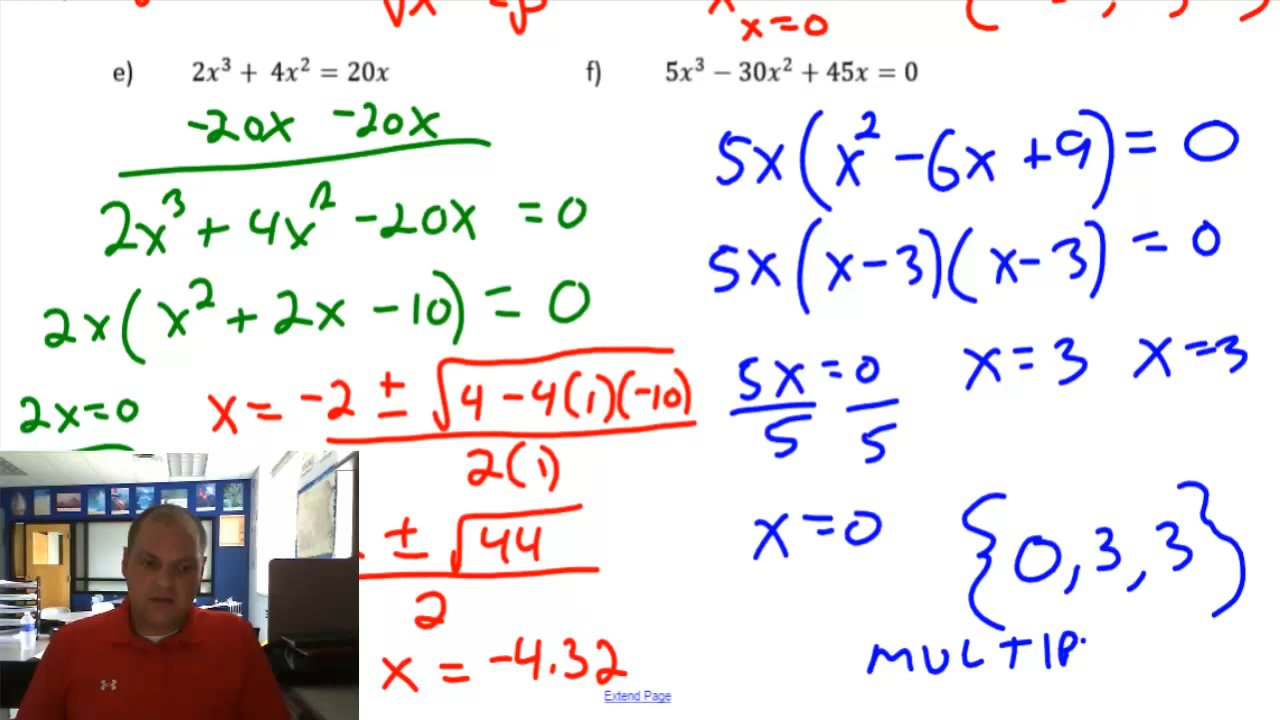 x = 0
e) 2x³ + 4x² = 20x
-20x -20x
2x³ + 4x² -20x = 0
2x(x² + 2x -10) = 0
2x=0
x = -2 ± √4 - 4(1)(-10)
2(1)
± √44
2
x = -4.32
f) 5x³ − 30x² + 45x = 0
5x(x² -6x +9) = 0
5x(x-3)(x-3) = 0
5x=0 x=3 x=3
5 5
x=0 {0,3,3}
MULTIP
Extend Page